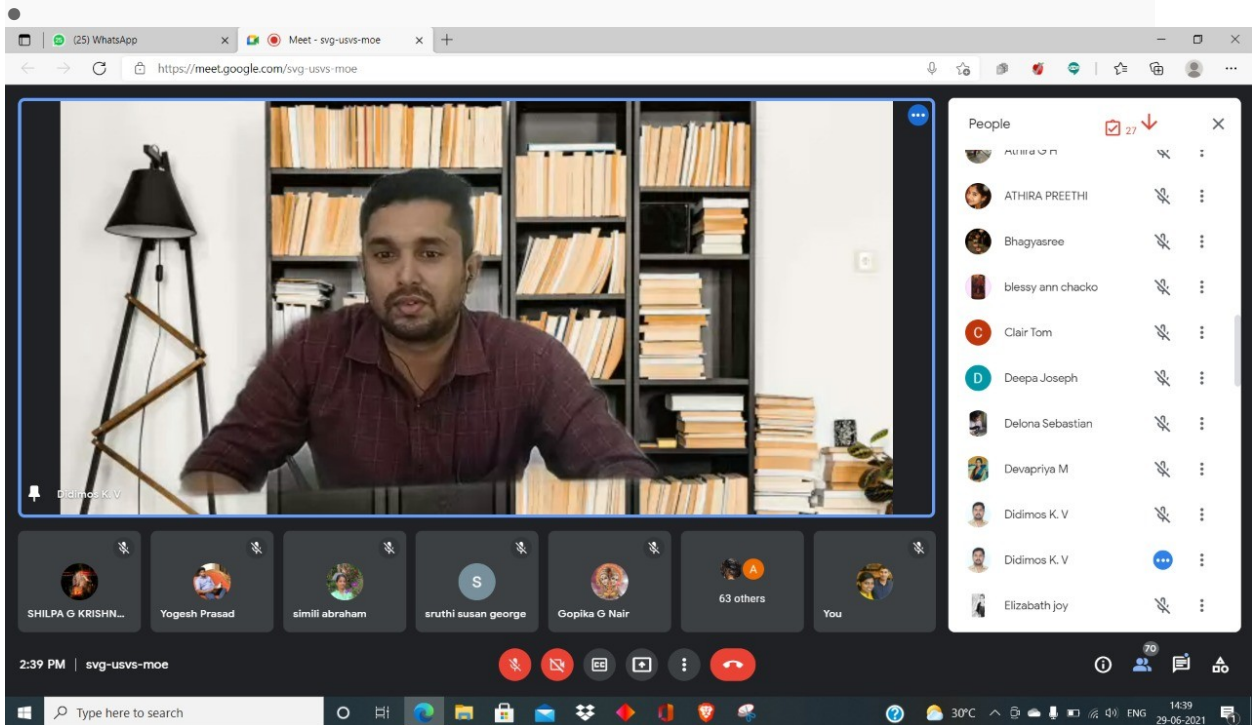 (25) WhatsApp
Meet - svg-usvs-moe
https://meet.google.com/svg-usvs-moe
People
27
Athira G H
ATHIRA PREETHI
Bhagyasree
blessy ann chacko
C
Clair Tom
D
Deepa Joseph
Delona Sebastian
Devapriya M
Didimos K. V
Didimos K. V
Elizabath joy
Didimos K. V
SHILPA G KRISHN...
Yogesh Prasad
simili abraham
S
sruthi susan george
Gopika G Nair
A
63 others
You
2:39 PM | svg-usvs-moe
CC
70
Type here to search
30°C
ENG
14:39
29-06-2021